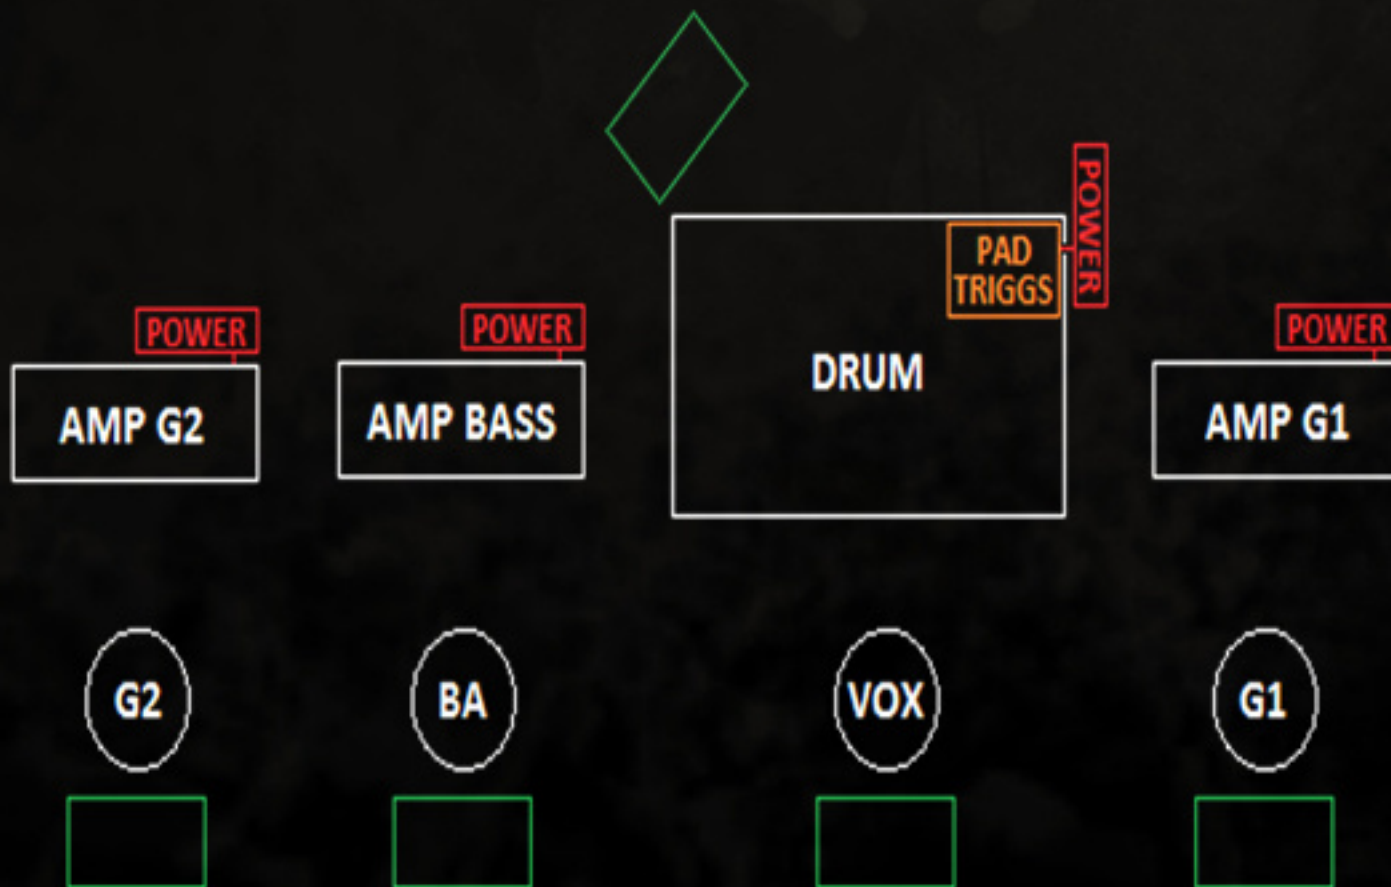 POWER
PAD
TRIGGS
POWER
POWER
POWER
DRUM
AMP G2
AMP BASS
AMP G1
G2
BA
VOX
G1